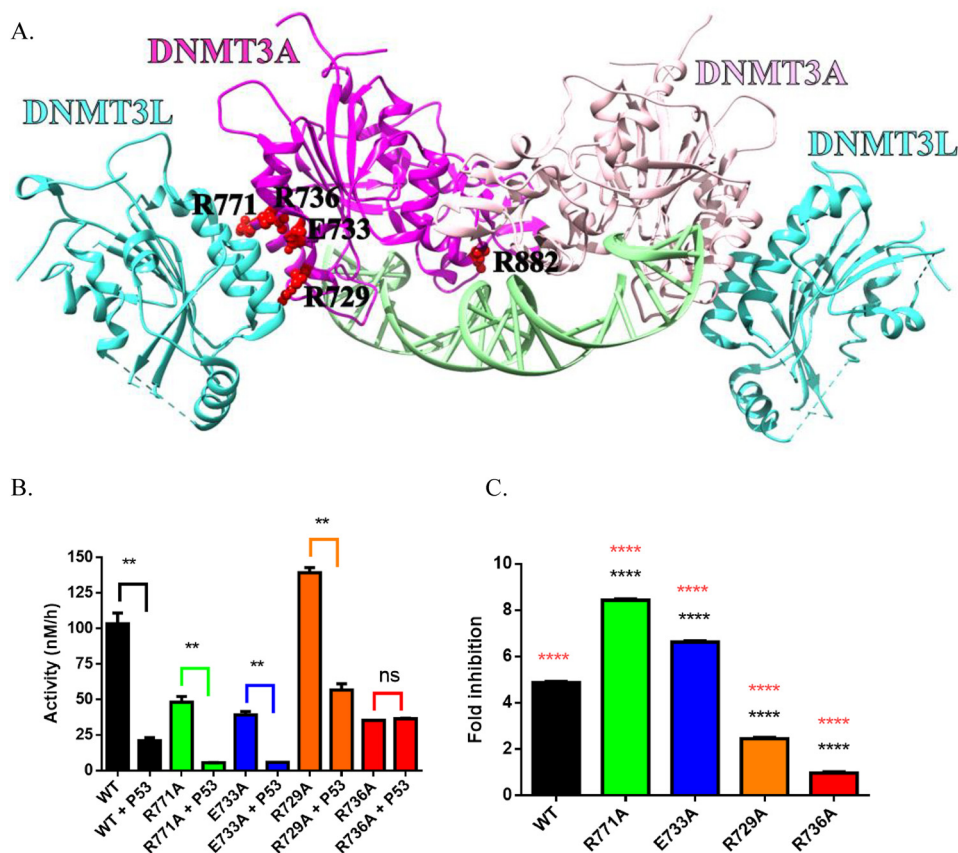 A.
DNMT3A
DNMT3A
DNMT3L
DNMT3L
R771
R736
E733
R729
R882
B.
Activity (nM/h)
150
125
100
75
50
25
0
**
**
**
**
ns
WT
WT + P53
R771A
R771A + P53
E733A
E733A + P53
R729A
R729A + P53
R736A
R736A + P53
C.
Fold inhibition
10
8
6
4
2
0
****
****
****
****
****
****
****
****
****
WT
R771A
E733A
R729A
R736A